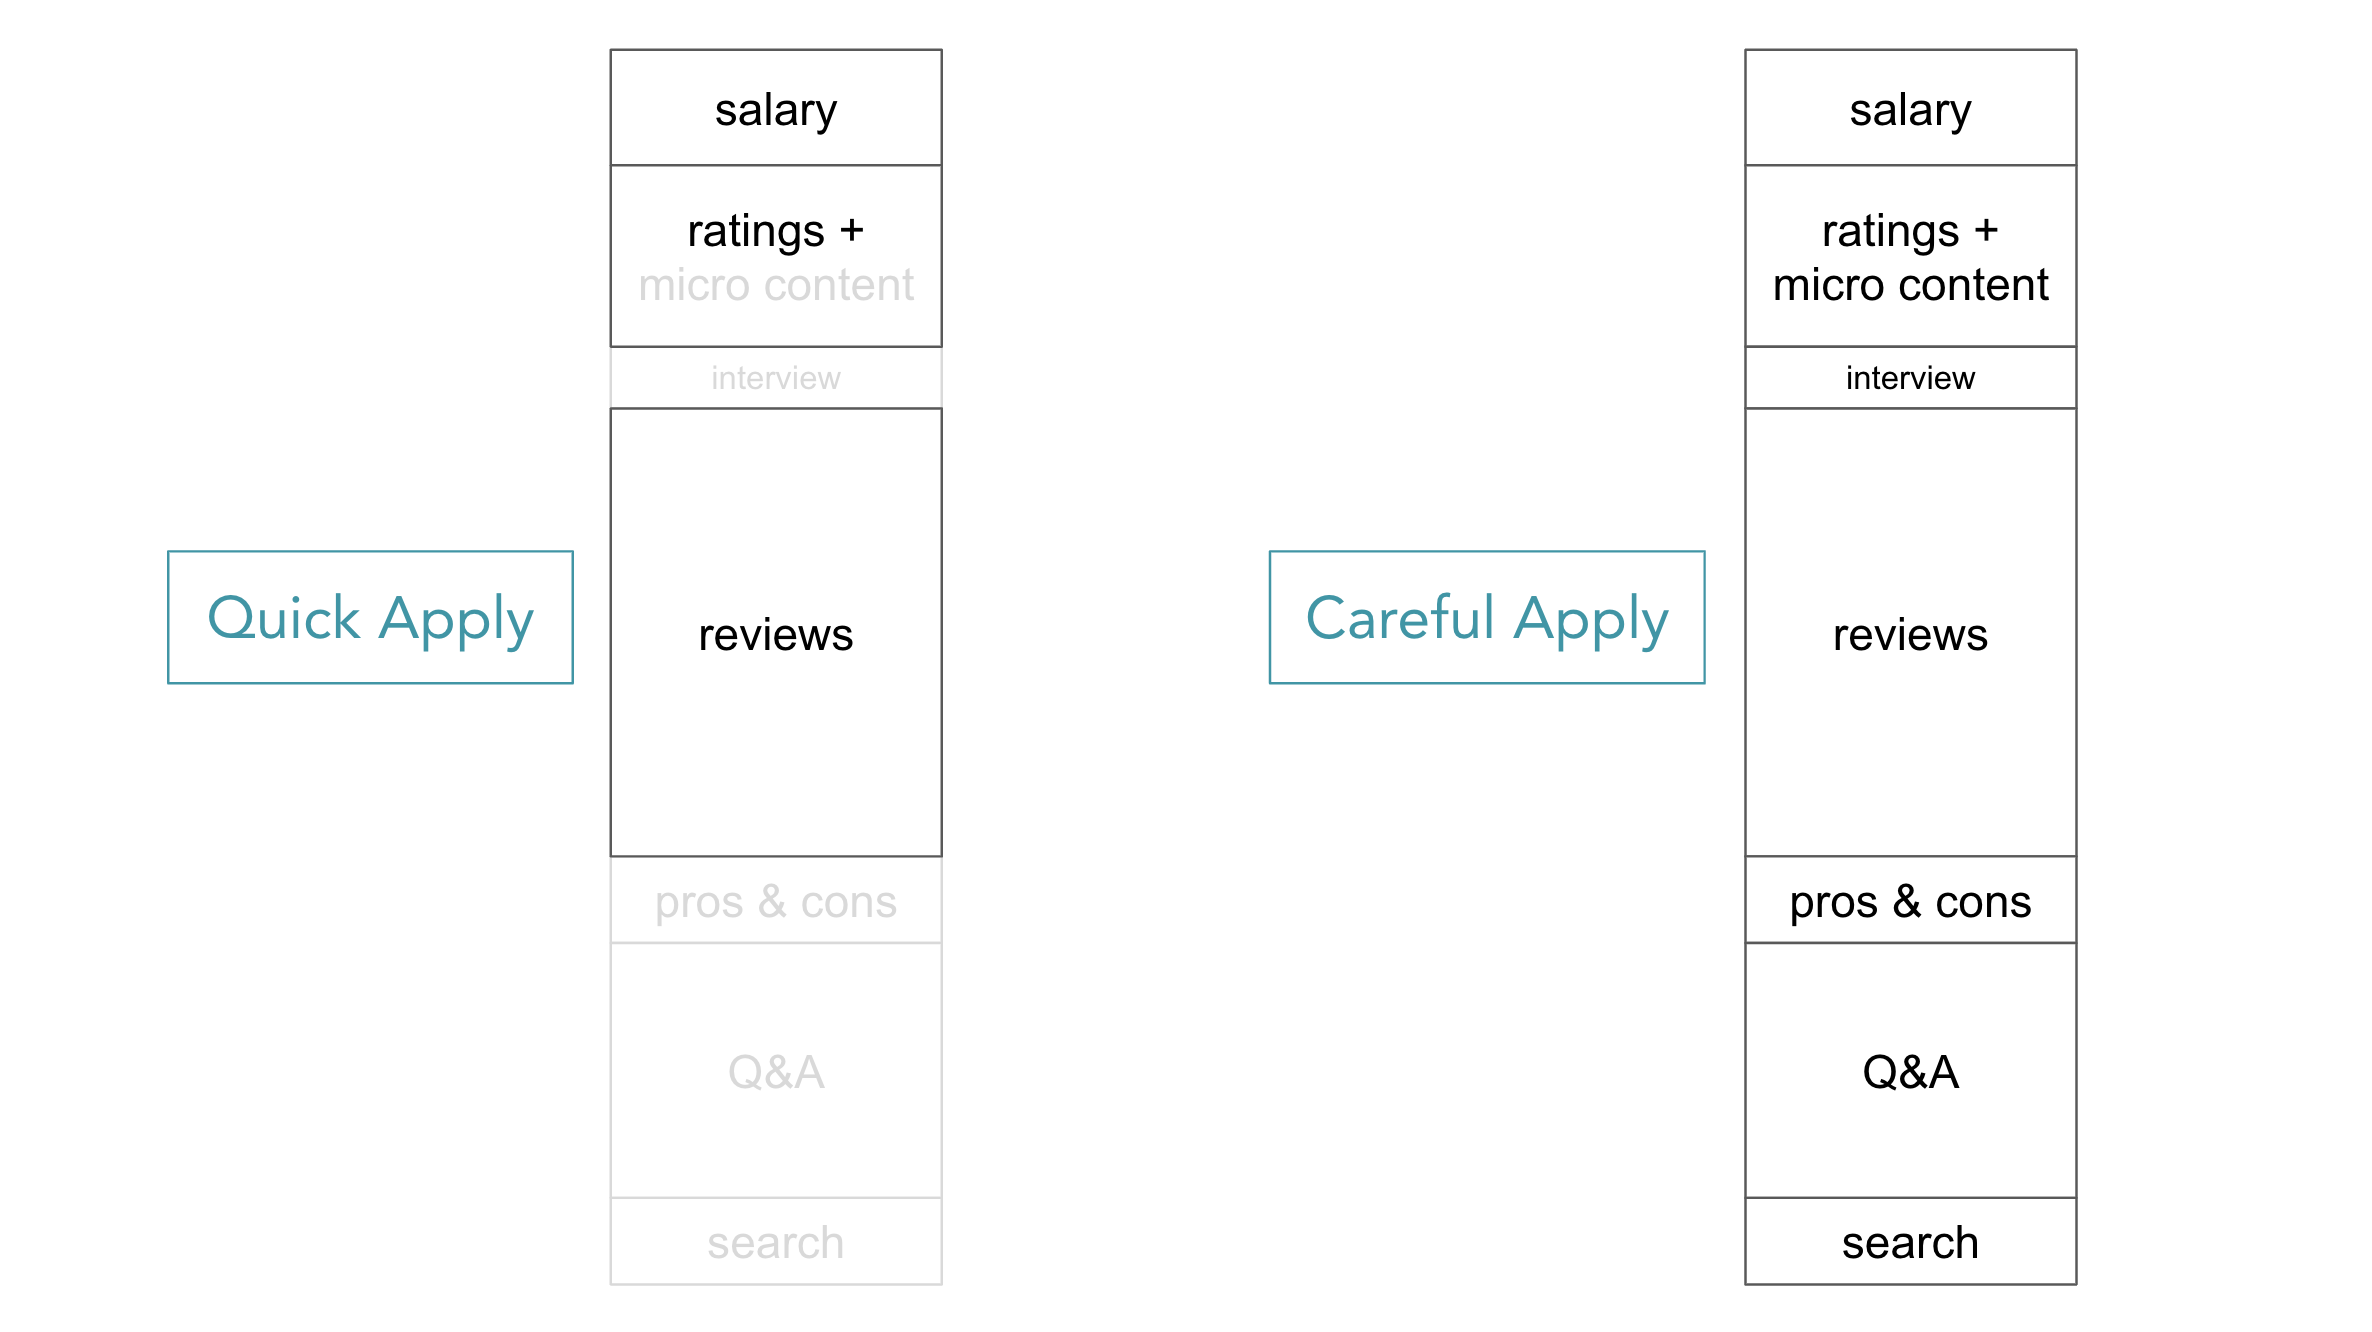 Quick Apply
salary
ratings +
micro content
interview
reviews
pros & cons
Q&A
search
Careful Apply
salary
ratings +
micro content
interview
reviews
pros & cons
Q&A
search